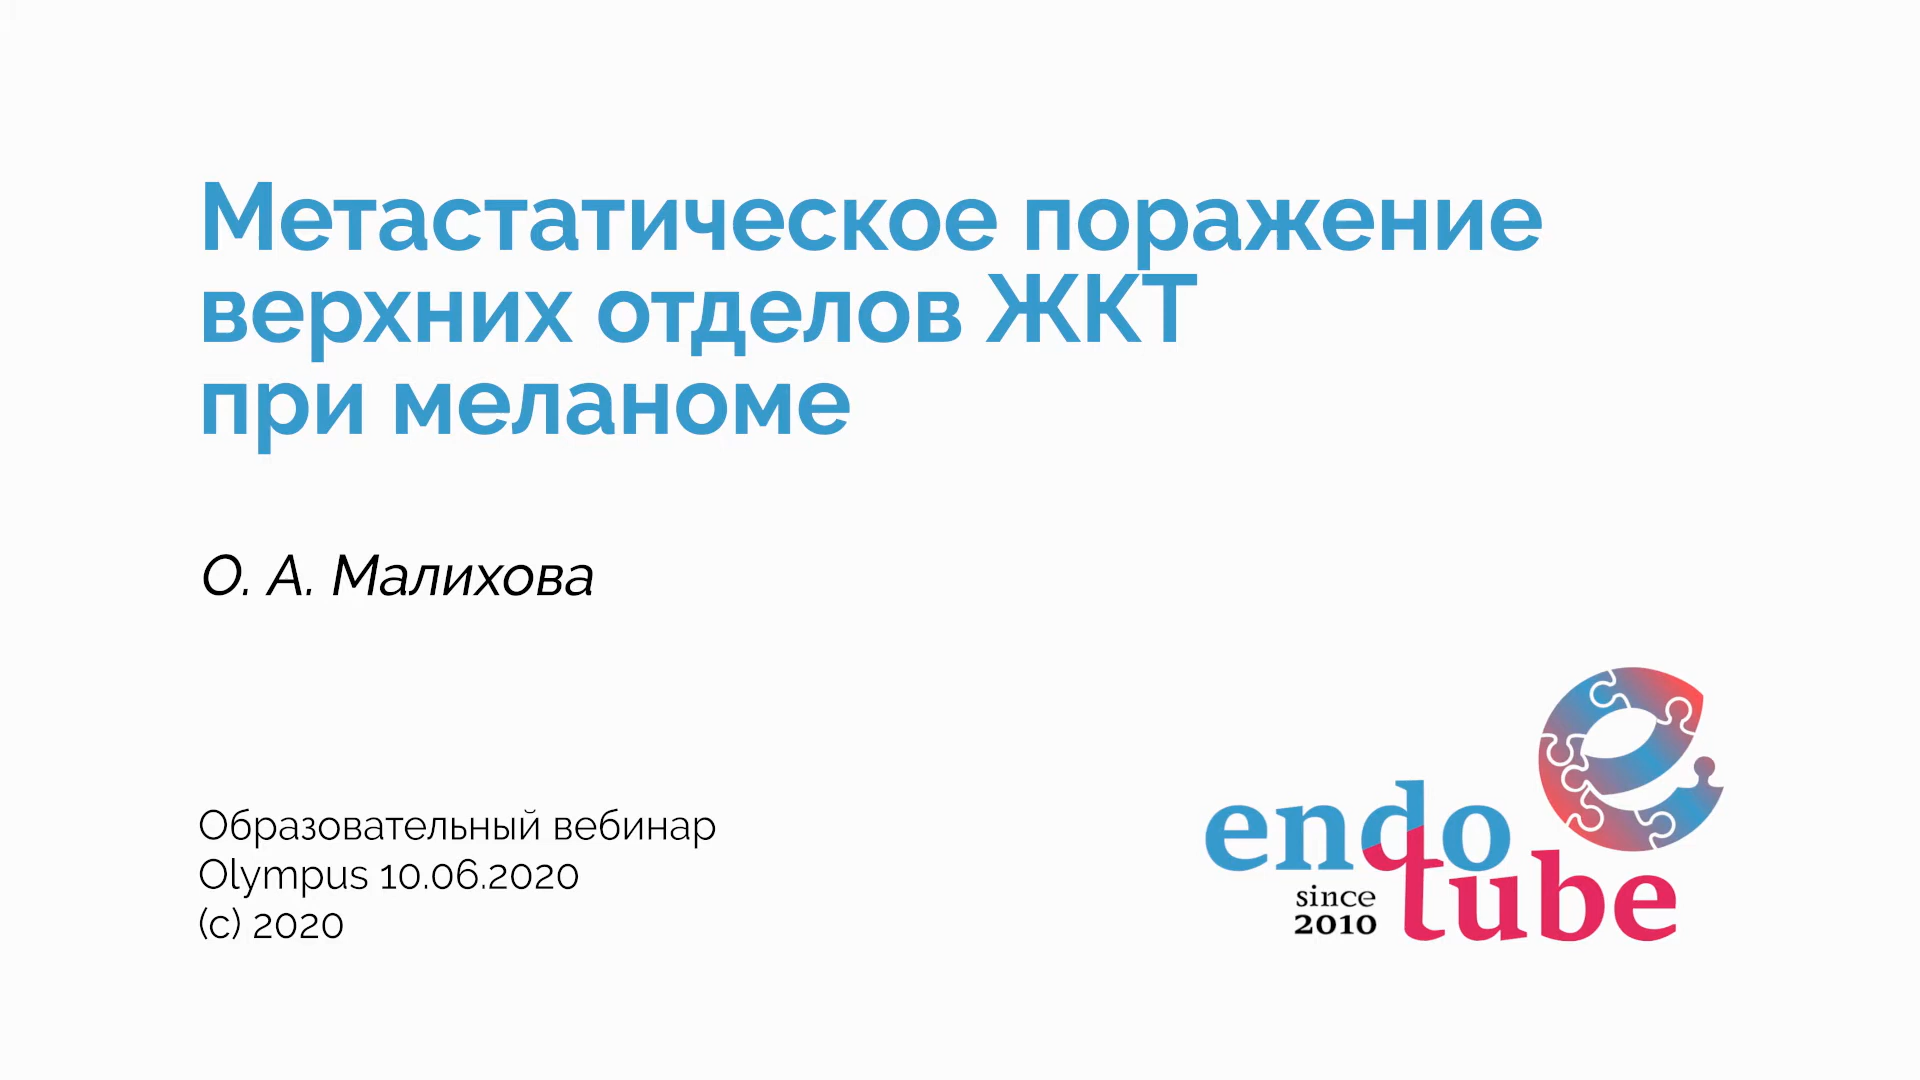 Метастатическое поражение
верхних отделов ЖКТ
при меланоме
О. А. Малихова
Образовательный вебинар
Olympus 10.06.2020
(c) 2020
endo
tube
since
2010